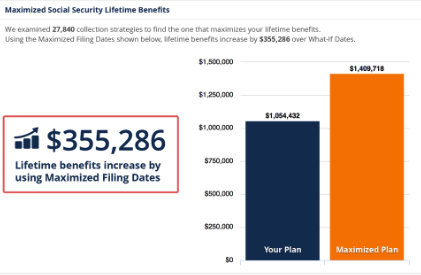 Maximized Social Security Lifetime Benefits
We examined 27,840 collection strategies to find the one that maximizes your lifetime benefits.
Using the Maximized Filing Dates shown below, lifetime benefits increase by $355,286 over What-If Dates.
$355,286
Lifetime benefits increase by
using Maximized Filing Dates
$1,500,000
$1,250,000
$1,000,000
$750,000
$500,000
$250,000
$0
$1,054,432
$1,409,718
Your Plan
Maximized Plan